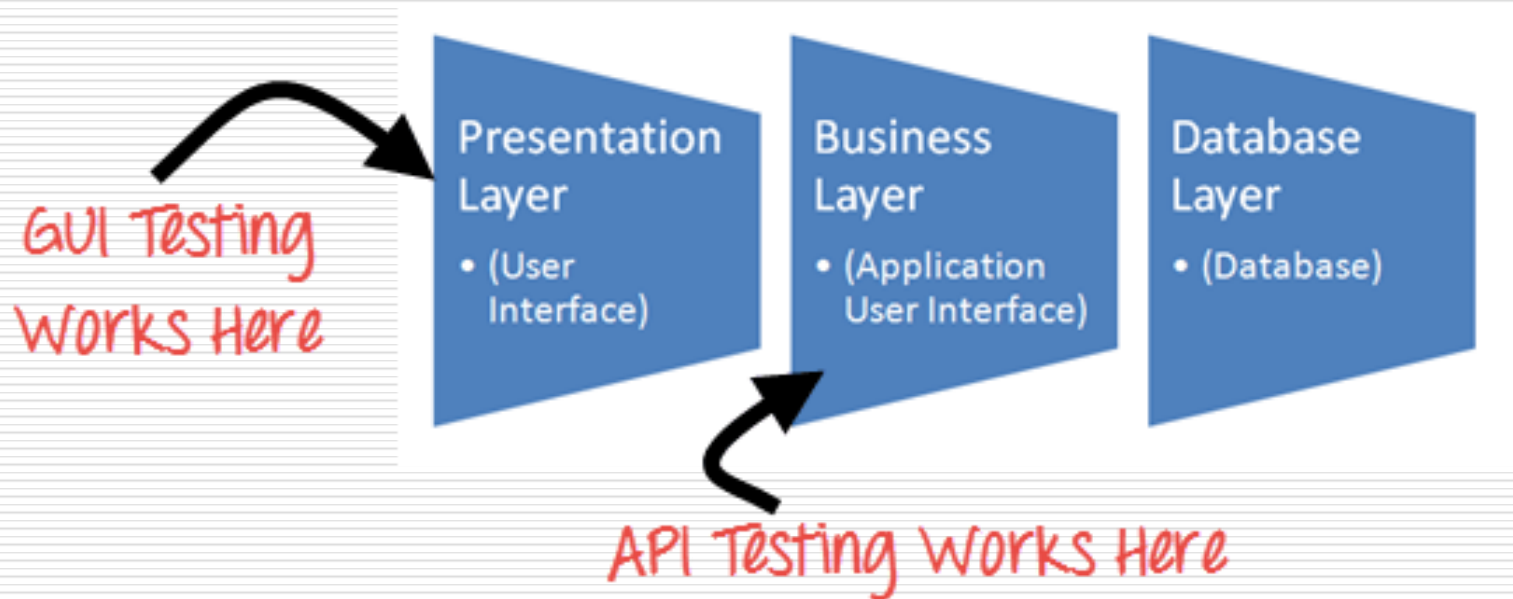 GUI Testing
Works Here
Presentation
Layer
• (User
Interface)
Business
Layer
• (Application
User Interface)
Database
Layer
• (Database)
API Testing Works Here